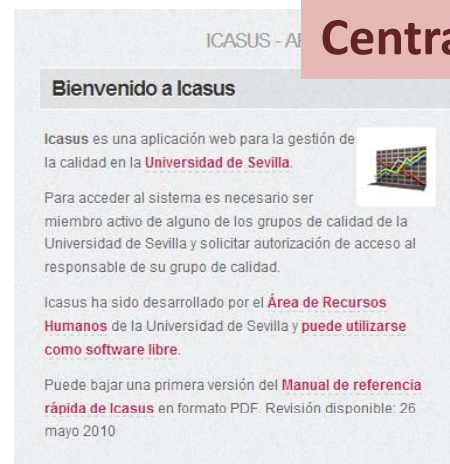 ICASUS - A
Centra
Bienvenido a Icasus
Icasus es una aplicación web para la gestión de
la calidad en la Universidad de Sevilla.
Para acceder al sistema es necesario ser
miembro activo de alguno de los grupos de calidad de la
Universidad de Sevilla y solicitar autorización de acceso al
responsable de su grupo de calidad.
Icasus ha sido desarrollado por el Área de Recursos
Humanos de la Universidad de Sevilla y puede utilizarse
como software libre.
Puede bajar una primera versión del Manual de referencia
rápida de Icasus en formato PDF. Revisión disponible: 26
mayo 2010